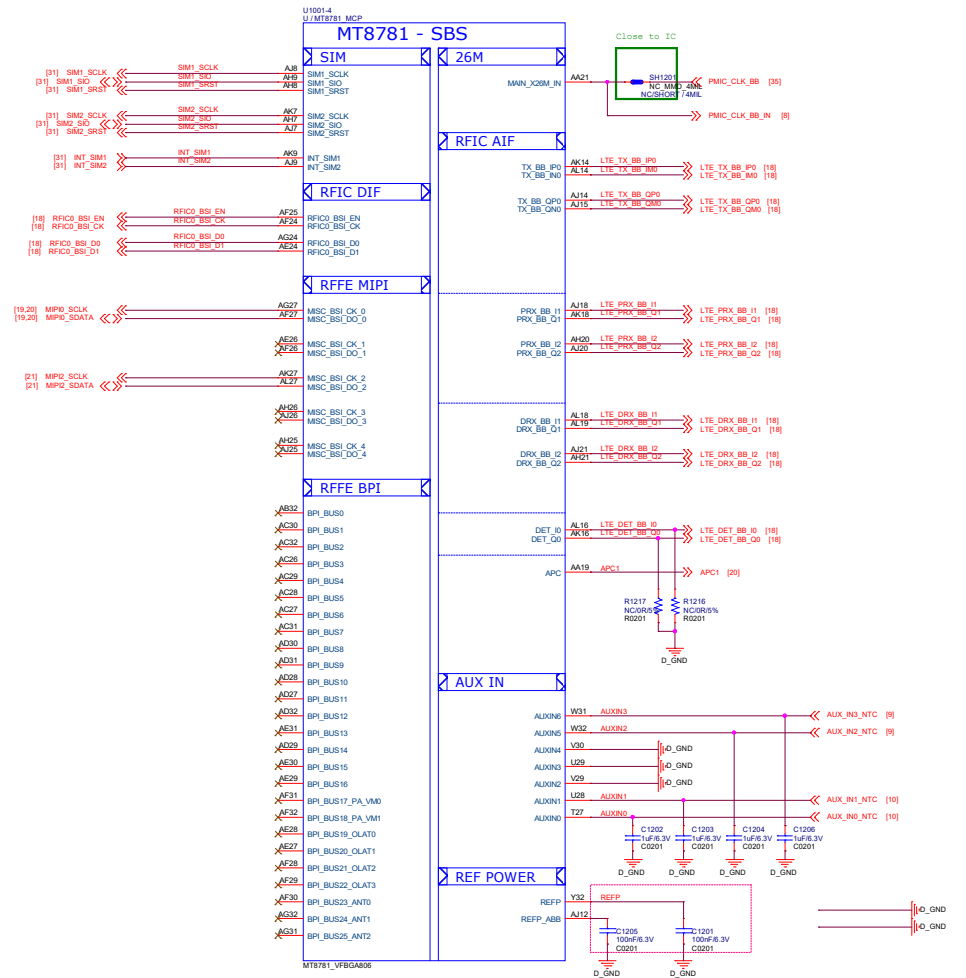 U1001-4
U / MT8781_MCP
MT8781 - SBS
SIM
26M
Close to IC
[31] SIM1_SCLK SIM1_SCLK AJ8 SIM1_SCLK
[31] SIM1_SIO SIM1_SIO AH9 SIM1_SIO
[31] SIM1_SRST SIM1_SRST AH8 SIM1_SRST
MAIN_X26M_IN AA21 SH1201 PMIC_CLK_BB [35]
NC_MMD_4MIL
NC/SHORT / 4MIL
[31] SIM2_SCLK SIM2_SCLK AK7 SIM2_SCLK
[31] SIM2_SIO SIM2_SIO AH7 SIM2_SIO
[31] SIM2_SRST SIM2_SRST AJ7 SIM2_SRST
PMIC_CLK_BB_IN [8]
RFIC AIF
[31] INT_SIM1 INT_SIM1 AK9 INT_SIM1
[31] INT_SIM2 INT_SIM2 AJ9 INT_SIM2
TX_BB_IP0 AK14 LTE_TX_BB_IP0 LTE_TX_BB_IP0 [18]
TX_BB_IN0 AL14 LTE_TX_BB_IM0 LTE_TX_BB_IM0 [18]
RFIC DIF
TX_BB_QP0 AJ14 LTE_TX_BB_QP0 LTE_TX_BB_QP0 [18]
TX_BB_QN0 AJ15 LTE_TX_BB_QM0 LTE_TX_BB_QM0 [18]
[18] RFIC0_BSI_EN RFIC0_BSI_EN AF25 RFIC0_BSI_EN
[18] RFIC0_BSI_CK RFIC0_BSI_CK AF24 RFIC0_BSI_CK
[18] RFIC0_BSI_D0 RFIC0_BSI_D0 AG24 RFIC0_BSI_D0
[18] RFIC0_BSI_D1 RFIC0_BSI_D1 AE24 RFIC0_BSI_D1
RFFE MIPI
[19,20] MIPI0_SCLK AG27 MISC_BSI_CK_0
[19,20] MIPI0_SDATA AF27 MISC_BSI_DO_0
PRX_BB_I1 AJ18 LTE_PRX_BB_I1 LTE_PRX_BB_I1 [18]
PRX_BB_Q1 AK18 LTE_PRX_BB_Q1 LTE_PRX_BB_Q1 [18]
AE26 MISC_BSI_CK_1
AF26 MISC_BSI_DO_1
PRX_BB_I2 AH20 LTE_PRX_BB_I2 LTE_PRX_BB_I2 [18]
PRX_BB_Q2 AJ20 LTE_PRX_BB_Q2 LTE_PRX_BB_Q2 [18]
[21] MIPI2_SCLK AK27 MISC_BSI_CK_2
[21] MIPI2_SDATA AL27 MISC_BSI_DO_2
AH26 MISC_BSI_CK_3
AJ26 MISC_BSI_DO_3
DRX_BB_I1 AL18 LTE_DRX_BB_I1 LTE_DRX_BB_I1 [18]
DRX_BB_Q1 AL19 LTE_DRX_BB_Q1 LTE_DRX_BB_Q1 [18]
AH25 MISC_BSI_CK_4
AJ25 MISC_BSI_DO_4
DRX_BB_I2 AJ21 LTE_DRX_BB_I2 LTE_DRX_BB_I2 [18]
DRX_BB_Q2 AH21 LTE_DRX_BB_Q2 LTE_DRX_BB_Q2 [18]
RFFE BPI
AB32 BPI_BUS0
AC30 BPI_BUS1
AC32 BPI_BUS2
AC26 BPI_BUS3
AC29 BPI_BUS4
AC28 BPI_BUS5
AC27 BPI_BUS6
AC31 BPI_BUS7
AD30 BPI_BUS8
AD31 BPI_BUS9
AD28 BPI_BUS10
AD27 BPI_BUS11
AD32 BPI_BUS12
AE31 BPI_BUS13
AD29 BPI_BUS14
AE30 BPI_BUS15
AE29 BPI_BUS16
AF31 BPI_BUS17_PA_VM0
AF32 BPI_BUS18_PA_VM1
AE28 BPI_BUS19_OLAT0
AE27 BPI_BUS20_OLAT1
AF28 BPI_BUS21_OLAT2
AF29 BPI_BUS22_OLAT3
AF30 BPI_BUS23_ANT0
AG32 BPI_BUS24_ANT1
AG31 BPI_BUS25_ANT2
DET_I0 AL16 LTE_DET_BB_I0 LTE_DET_BB_I0 [18]
DET_Q0 AK16 LTE_DET_BB_Q0 LTE_DET_BB_Q0 [18]
APC AA19 APC1 APC1 [20]
R1217 R1216
NC/0R/5% NC/0R/5%
R0201 R0201
D_GND
AUX IN
AUXIN6 W31 AUXIN3 AUX_IN3_NTC [9]
AUXIN5 W32 AUXIN2 AUX_IN2_NTC [9]
AUXIN4 V30 D_GND
AUXIN3 U29 D_GND
AUXIN2 V29 D_GND
AUXIN1 U28 AUXIN1 AUX_IN1_NTC [10]
AUXIN0 T27 AUXIN0 AUX_IN0_NTC [10]
C1202 C1203 C1204 C1206
1uF/6.3V 1uF/6.3V 1uF/6.3V 1uF/6.3V
C0201 C0201 C0201 C0201
D_GND D_GND D_GND D_GND
REF POWER
REFP Y32 REFP
REFP_ABB AJ12
C1205 C1201
100nF/6.3V 100nF/6.3V
C0201 C0201
D_GND D_GND
D_GND
D_GND
MT8781_VFBGA806